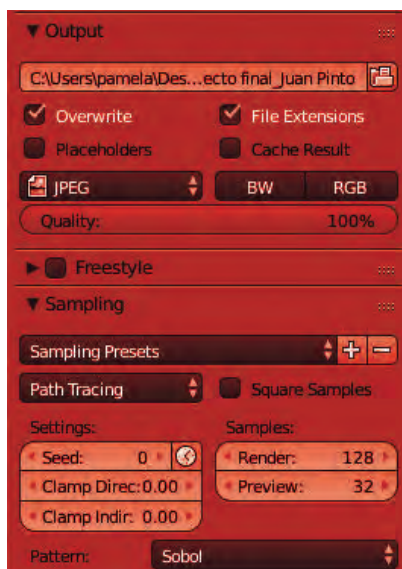 Output
C:\Users\pamela\Des...ecto final_Juan Pinto
Overwrite File Extensions
Placeholders Cache Result
JPEG BW RGB
Quality: 100%
Freestyle
Sampling
Sampling Presets
Path Tracing Square Samples
Settings: Samples:
Seed: 0 Render: 128
Clamp Direc: 0.00 Preview: 32
Clamp Indir: 0.00
Pattern: Sobol